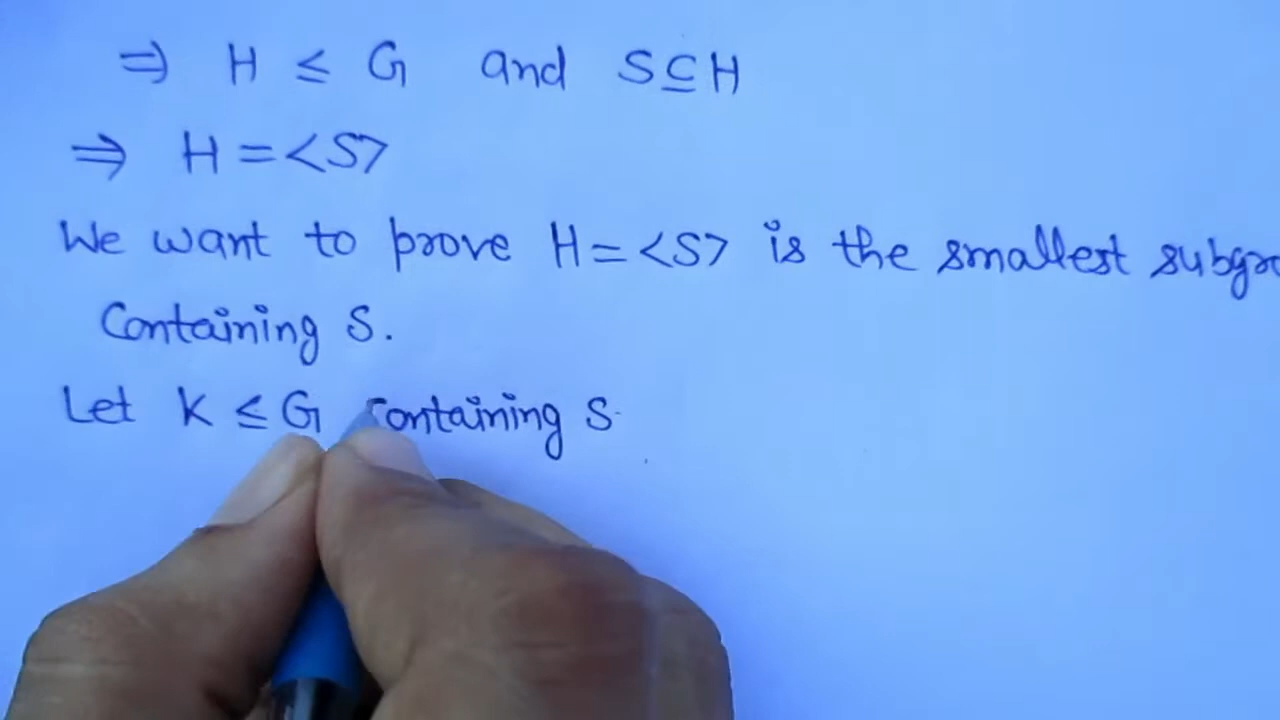 ⇒ H ≤ G and S⊆H
⇒ H = <S>
We want to prove H = <S> is the smallest
Containing S.
Let K ≤ G containing S.